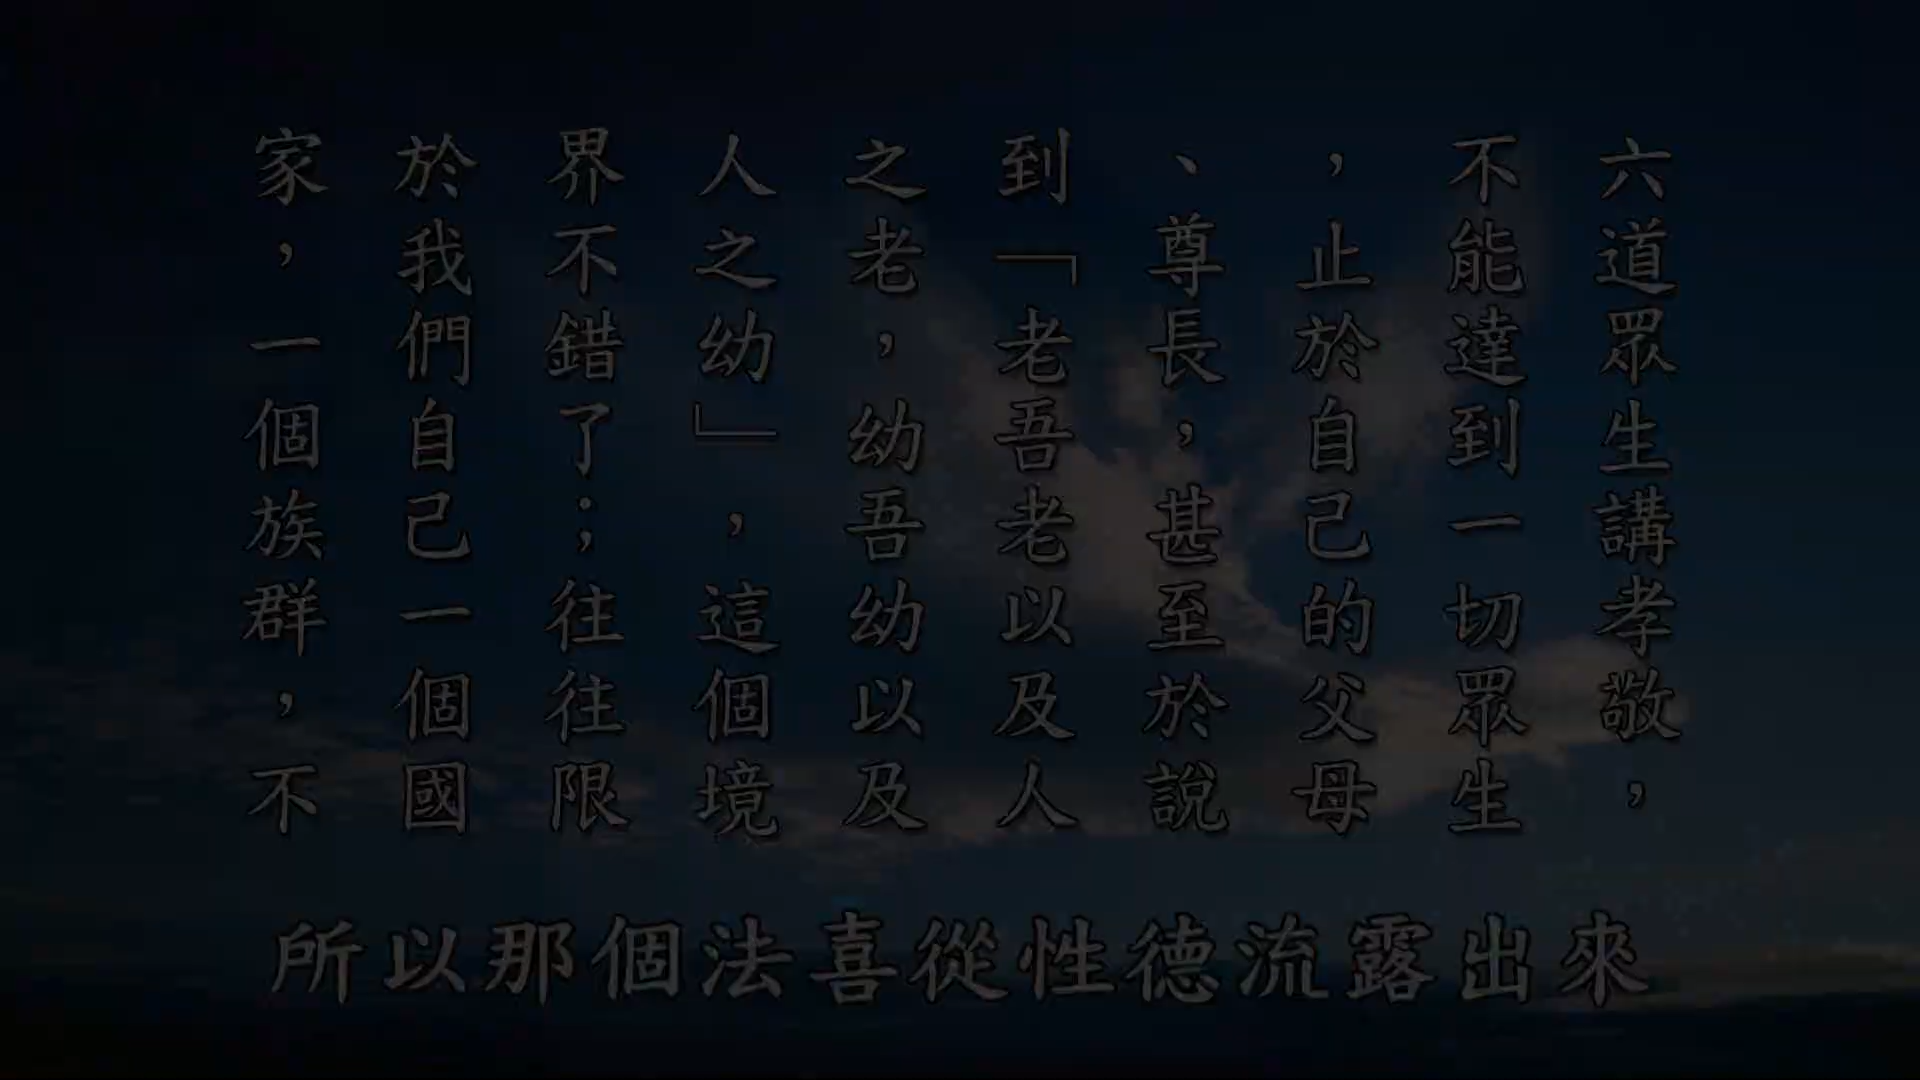 六道眾生講孝敬，
不能達到一切眾生
，止於自己的父母
、尊長，甚至於說
到「老吾老以及人
之老，幼吾幼以及
人之幼」，這個境
界不錯了；往往限
於我們自己一個國
家，一個族群，不
所以那個法喜從性德流露出來